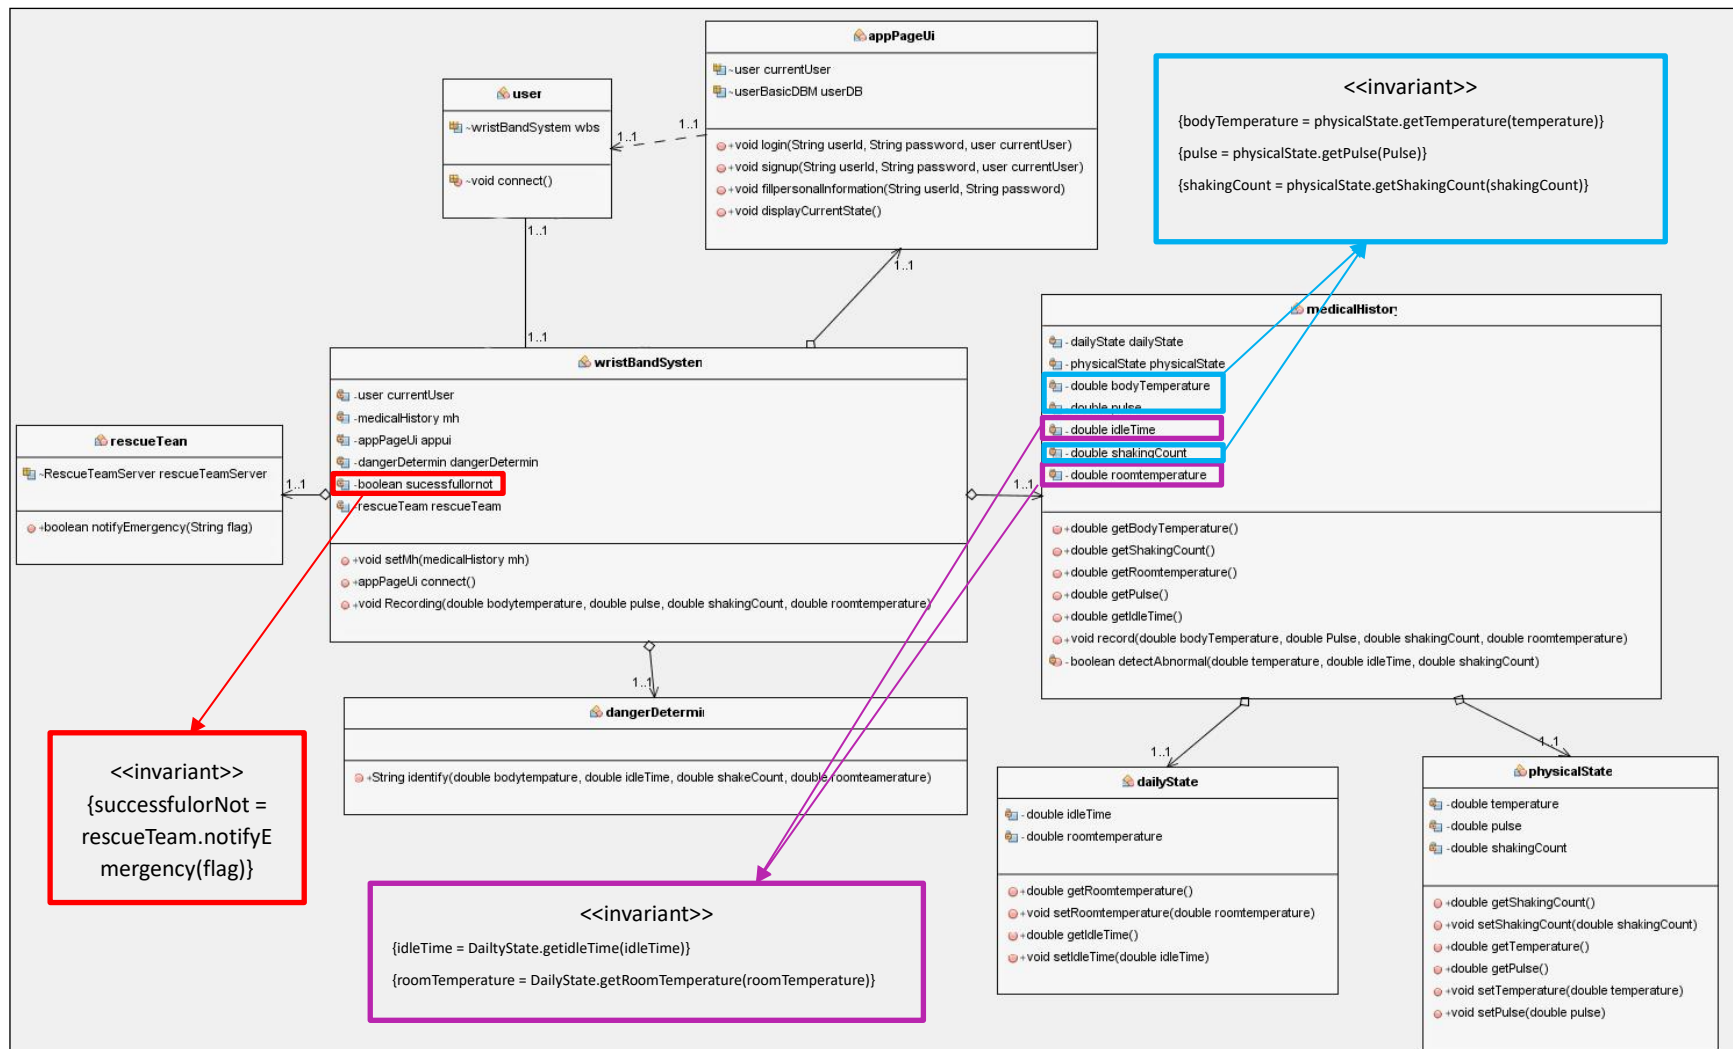 appPageUi
~user currentUser
~userBasicDBM userDB
+void login(String userId, String password, user currentUser)
+void signup(String userId, String password, user currentUser)
+void fillpersonalInformation(String userId, String password)
+void displayCurrentState()
user
~wristBandSystem wbs
~void connect()
1..1
1..1
1..1
1..1
1..1
<<invariant>>
{bodyTemperature = physicalState.getTemperature(temperature)}
{pulse = physicalState.getPulse(Pulse)}
{shakingCount = physicalState.getShakingCount(shakingCount)}
wristBandSysten
-user currentUser
-medicalHistory mh
-appPageUi appui
-dangerDetermin dangerDetermin
-boolean sucessfullornot
-rescueTeam rescueTeam
+void setMh(medicalHistory mh)
+appPageUi connect()
+void Recording(double bodytemperature, double pulse, double shakingCount, double roomtemperature)
medicalHistory
-dailyState dailyState
-physicalState physicalState
-double bodyTemperature
-double pulse
-double idleTime
-double shakingCount
-double roomtemperature
+double getBodyTemperature()
+double getShakingCount()
+double getRoomtemperature()
+double getPulse()
+double getIdleTime()
+void record(double bodyTemperature, double Pulse, double shakingCount, double roomtemperature)
-boolean detectAbnormal(double temperature, double idleTime, double shakingCount)
rescueTean
~RescueTeamServer rescueTeamServer
+boolean notifyEmergency(String flag)
1..1
1..1
1..1
dangerDetermin
+String identify(double bodytempature, double idleTime, double shakeCount, double roomteamerature)
<<invariant>>
{successfulorNot =
rescueTeam.notifyE
mergency(flag)}
<<invariant>>
{idleTime = DailtyState.getidleTime(idleTime)}
{roomTemperature = DailyState.getRoomTemperature(roomTemperature)}
1..1
1..1
dailyState
-double idleTime
-double roomtemperature
+double getRoomtemperature()
+void setRoomtemperature(double roomtemperature)
+double getIdleTime()
+void setIdleTime(double idleTime)
physicalState
-double temperature
-double pulse
-double shakingCount
+double getShakingCount()
+void setShakingCount(double shakingCount)
+double getTemperature()
+double getPulse()
+void setTemperature(double temperature)
+void setPulse(double pulse)